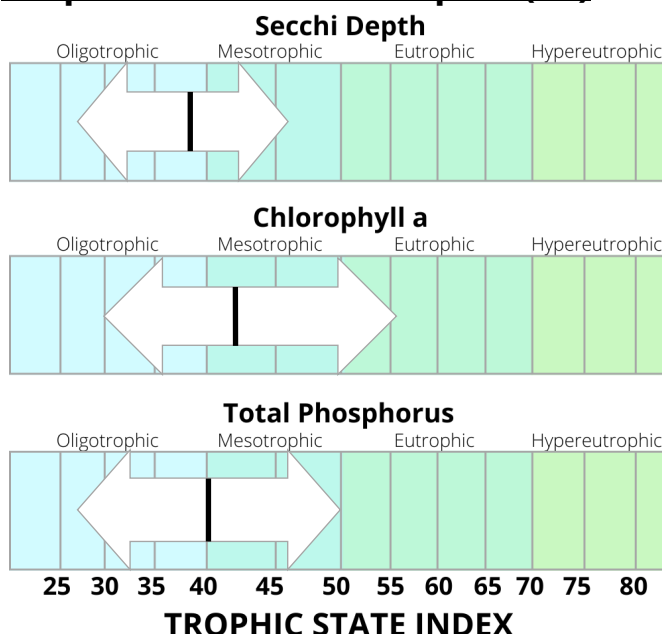 Secchi Depth
Oligotrophic Mesotrophic Eutrophic Hypereutrophic
Chlorophyll a
Oligotrophic Mesotrophic Eutrophic Hypereutrophic
Total Phosphorus
Oligotrophic Mesotrophic Eutrophic Hypereutrophic
25 30 35 40 45 50 55 60 65 70 75 80
TROPHIC STATE INDEX